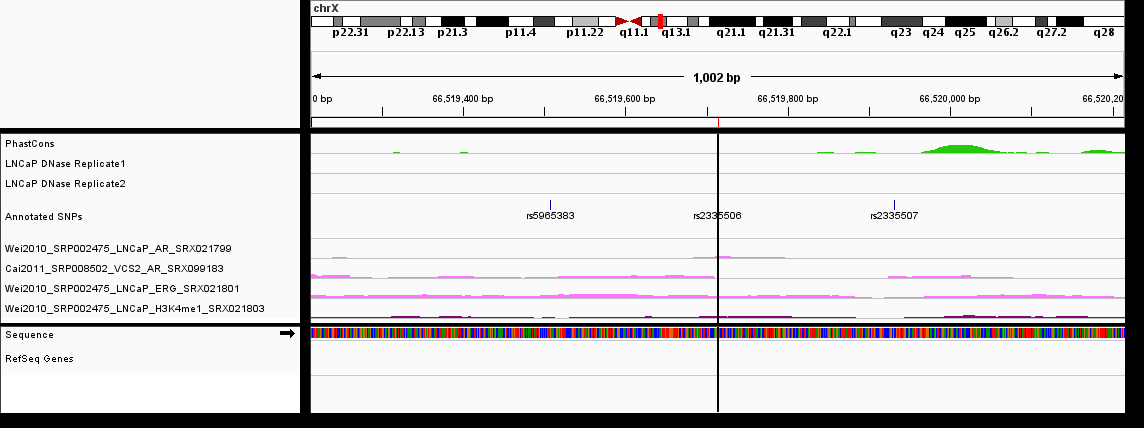 chrX
p22.31 p22.13 p21.3 p11.4 p11.22 q11.1 q13.1 q21.1 q21.31 q22.1 q23 q24 q25 q26.2 q27.2 q28
1,002 bp
0 bp 66,519,400 bp 66,519,600 bp 66,519,800 bp 66,520,000 bp 66,520,20
PhastCons
LNCaP DNase Replicate1
LNCaP DNase Replicate2
Annotated SNPs rs5965383 rs2335506 rs2335507
Wei2010_SRP002475_LNCaP_AR_SRX021799
Cai2011_SRP008502_VCS2_AR_SRX099183
Wei2010_SRP002475_LNCaP_ERG_SRX021801
Wei2010_SRP002475_LNCaP_H3K4me1_SRX021803
Sequence
RefSeq Genes